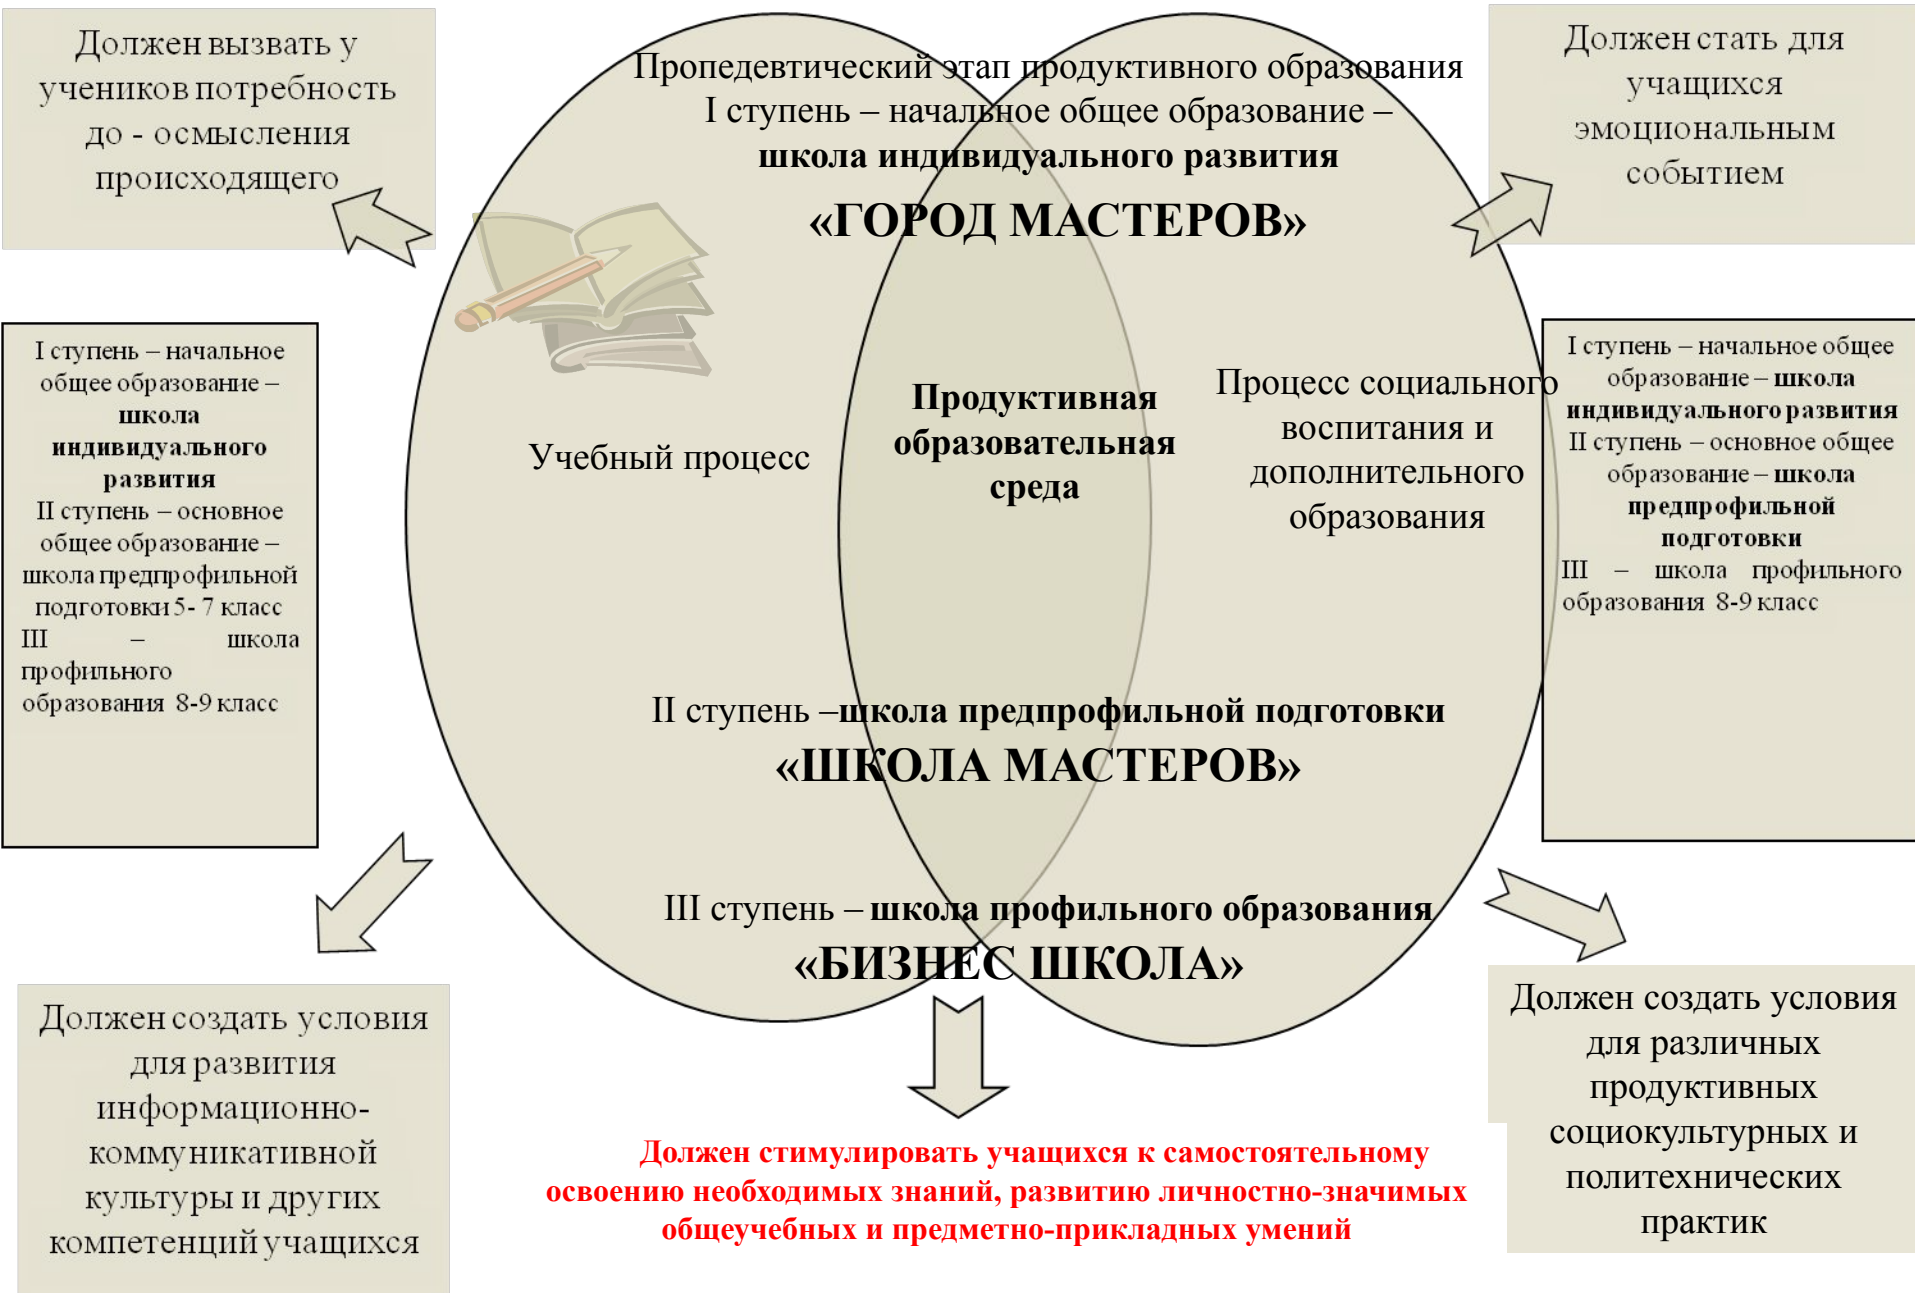 Должен вызвать у
учеников потребность
до - осмысления
происходящего
Пропедевтический этап продуктивного образования
I ступень – начальное общее образование –
школа индивидуального развития
«ГОРОД МАСТЕРОВ»
Должен стать для
учащихся
эмоциональным
событием
I ступень – начальное
общее образование –
школа
индивидуального
развития
II ступень – основное
общее образование –
школа предпрофильной
подготовки 5- 7 класс
III – школа
профильного
образования 8-9 класс
Учебный процесс
Продуктивная
образовательная
среда
Процесс социального
воспитания и
дополнительного
образования
I ступень – начальное общее
образование – школа
индивидуального развития
II ступень – основное общее
образование – школа
предпрофильной
подготовки
III – школа профильного
образования 8-9 класс
II ступень –школа предпрофильной подготовки
«ШКОЛА МАСТЕРОВ»
III ступень – школа профильного образования
«БИЗНЕС ШКОЛА»
Должен создать условия
для развития
информационно-
коммуникативной
культуры и других
компетенций учащихся
Должен стимулировать учащихся к самостоятельному
освоению необходимых знаний, развитию личностно-значимых
общеучебных и предметно-прикладных умений
Должен создать условия
для различных
продуктивных
социокультурных и
политехнических
практик